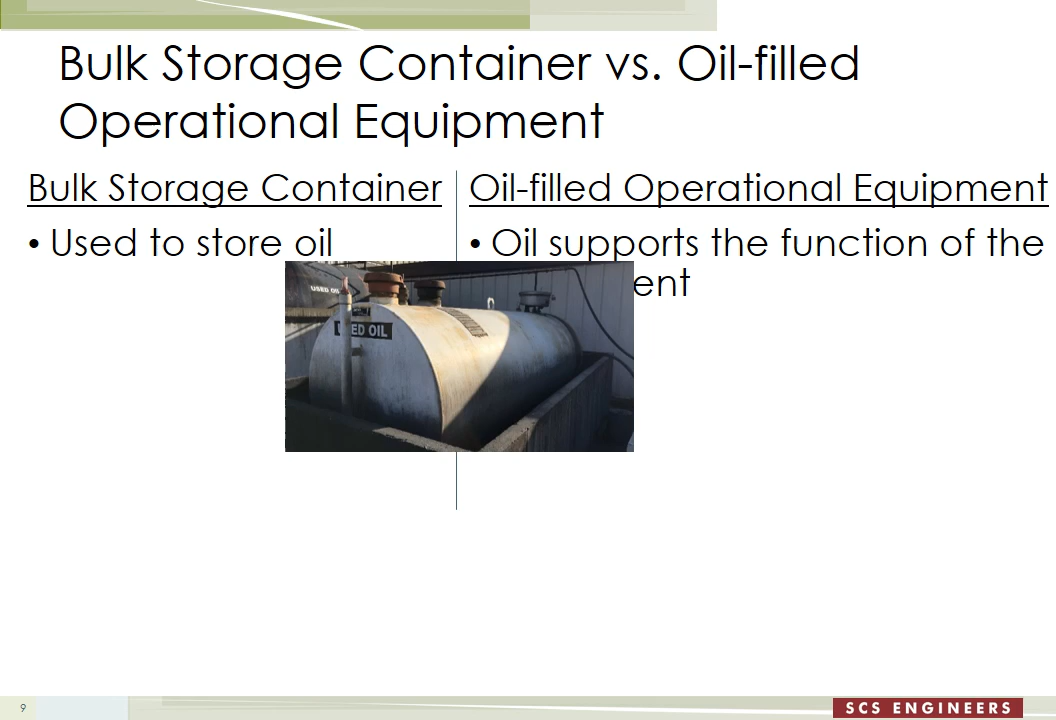 Bulk Storage Container vs. Oil-filled
Operational Equipment
Bulk Storage Container
• Used to store oil
Oil-filled Operational Equipment
• Oil supports the function of the
ent
USED OIL
ED OIL
9
SCS ENGINEERS